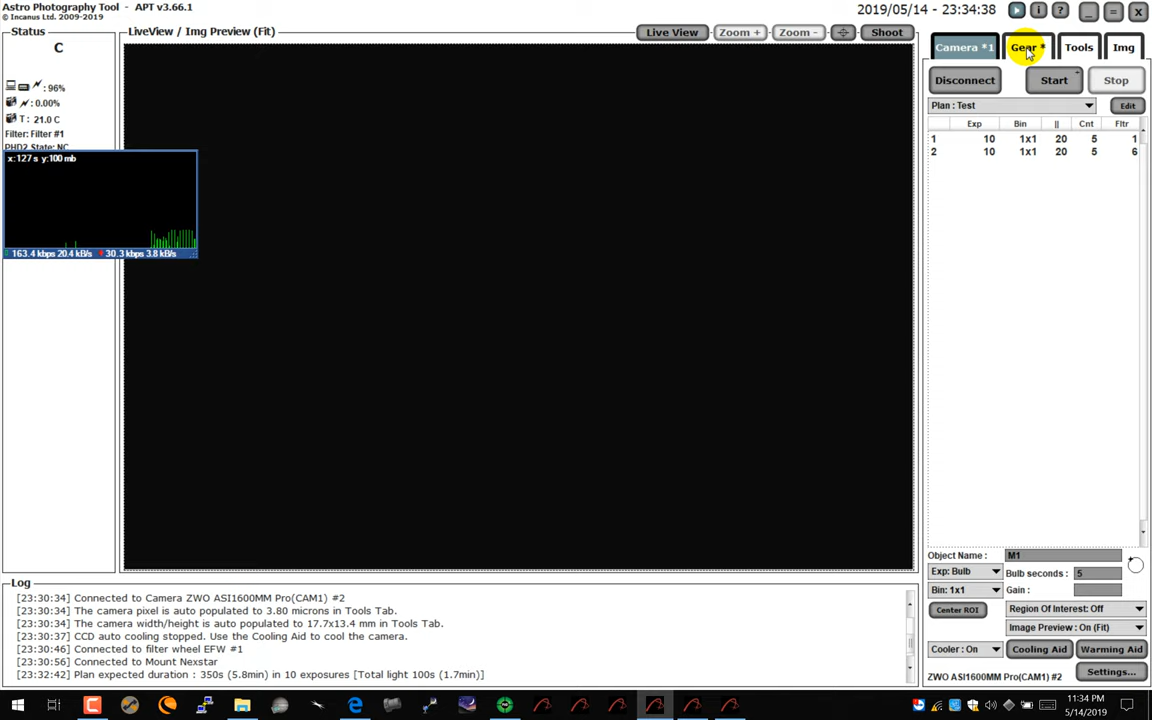 Astro Photography Tool - APT v3.66.1
© Incanus Ltd. 2009-2019
2019/05/14 - 23:34:38
i
?
_
=
x
Status
C
: 96%
: 0.00%
T : 21.0 C
Filter: Filter #1
PHD2 State: NC
x:127 s y:100 mb
163.4 kbps 20.4 kB/s 30.3 kbps 3.8 kB/s
LiveView / Img Preview (Fit)
Live View
Zoom +
Zoom -
Shoot
Camera *1
Gear *
Tools
Img
Disconnect
Start
Stop
Plan : Test
Edit
Exp Bin || Cnt Fltr
1 10 1x1 20 5 1
2 10 1x1 20 5 6
Object Name : M1
Exp: Bulb Bulb seconds : 5
Bin: 1x1 Gain :
Center ROI Region Of Interest: Off
Image Preview : On (Fit)
Cooler : On Cooling Aid Warming Aid
ZWO ASI1600MM Pro(CAM1) #2 Settings...
Log
[23:30:34] Connected to Camera ZWO ASI1600MM Pro(CAM1) #2
[23:30:34] The camera pixel is auto populated to 3.80 microns in Tools Tab.
[23:30:34] The camera width/height is auto populated to 17.7x13.4 mm in Tools Tab.
[23:30:37] CCD auto cooling stopped. Use the Cooling Aid to cool the camera.
[23:30:46] Connected to filter wheel EFW #1
[23:30:56] Connected to Mount Nexstar
[23:32:42] Plan expected duration : 350s (5.8min) in 10 exposures [Total light 100s (1.7min)]
11:34 PM
5/14/2019